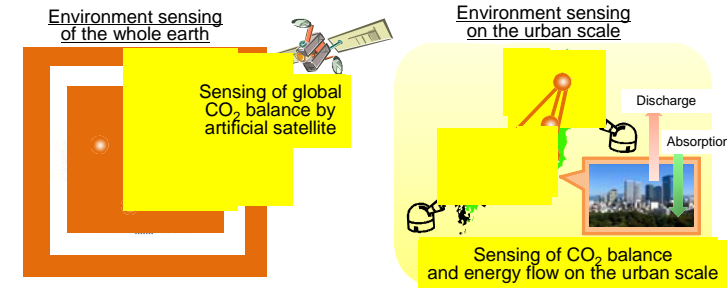 Environment sensing
of the whole earth
Sensing of global
CO2 balance by
artificial satellite
Environment sensing
on the urban scale
Discharge
Absorption
Sensing of CO2 balance
and energy flow on the urban scale